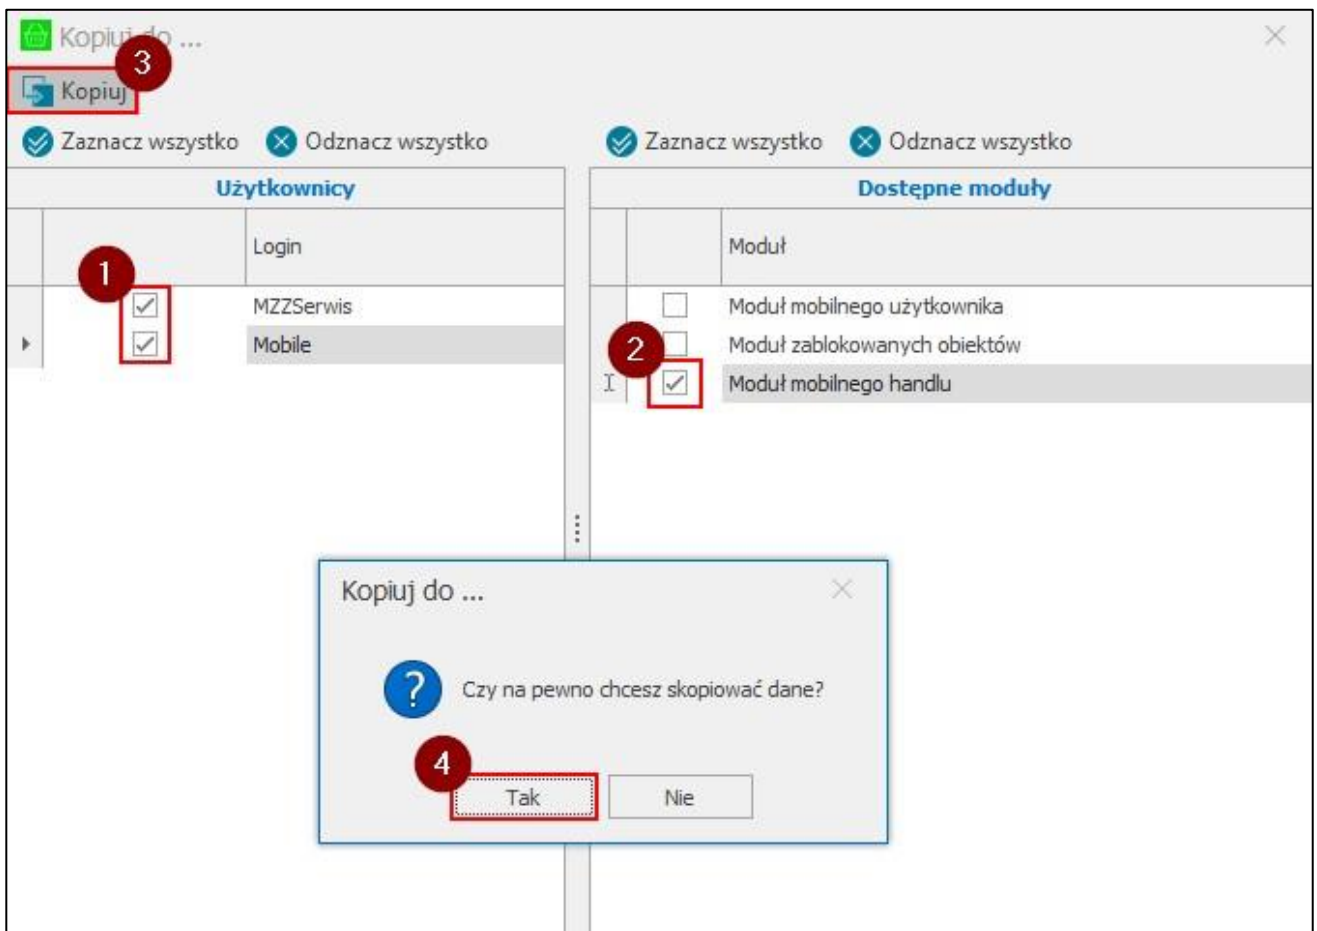 Kopiuj do ...
3
Kopiuj
Zaznacz wszystko Odznacz wszystko Zaznacz wszystko Odznacz wszystko
Użytkownicy Dostępne moduły
Login Moduł
1
MZZSerwis Moduł mobilnego użytkownika
Mobile Moduł zablokowanych obiektów
2
Moduł mobilnego handlu
Kopiuj do ...
? Czy na pewno chcesz skopiować dane?
4
Tak Nie